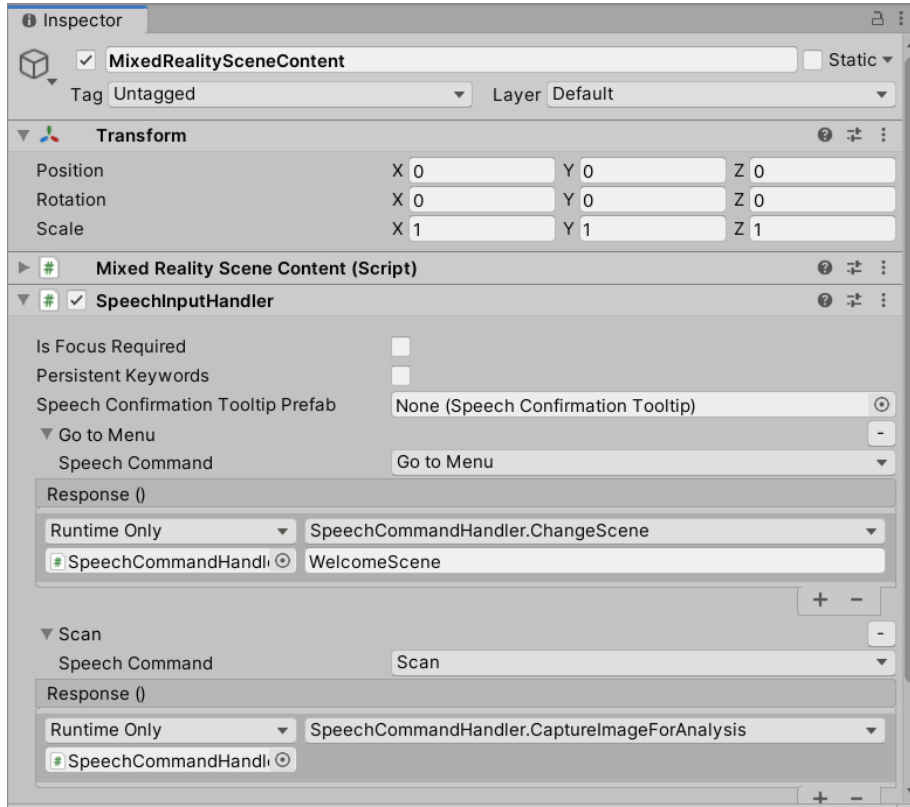 Inspector
MixedRealitySceneContent Static
Tag Untagged Layer Default
Transform
Position X 0 Y 0 Z 0
Rotation X 0 Y 0 Z 0
Scale X 1 Y 1 Z 1
# Mixed Reality Scene Content (Script)
# SpeechInputHandler
Is Focus Required
Persistent Keywords
Speech Confirmation Tooltip Prefab None (Speech Confirmation Tooltip)
Go to Menu -
Speech Command Go to Menu
Response ()
Runtime Only SpeechCommandHandler.ChangeScene
# SpeechCommandHandl WelcomeScene
+ −
Scan -
Speech Command Scan
Response ()
Runtime Only SpeechCommandHandler.CaptureImageForAnalysis
# SpeechCommandHandl
+ −